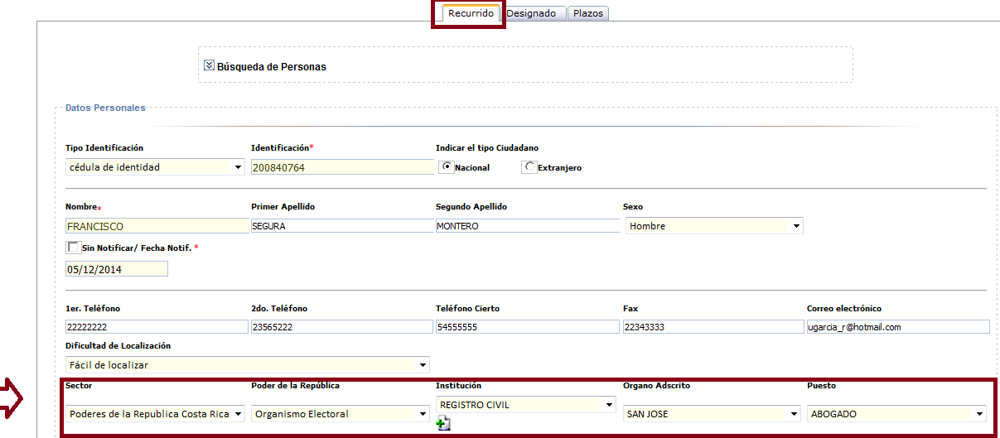 Recurrido Designado Plazos
Búsqueda de Personas
Datos Personales
Tipo Identificación Identificación* Indicar el tipo Ciudadano
cédula de identidad 200840764 Nacional Extranjero
Nombre* Primer Apellido Segundo Apellido Sexo
FRANCISCO SEGURA MONTERO Hombre
Sin Notificar/ Fecha Notif. *
05/12/2014
1er. Teléfono 2do. Teléfono Teléfono Cierto Fax Correo electrónico
22222222 23565222 54555555 22343333 ugarcia_r@hotmail.com
Dificultad de Localización
Fácil de localizar
Sector Poder de la República Institución Organo Adscrito Puesto
Poderes de la Republica Costa Rica Organismo Electoral REGISTRO CIVIL SAN JOSE ABOGADO